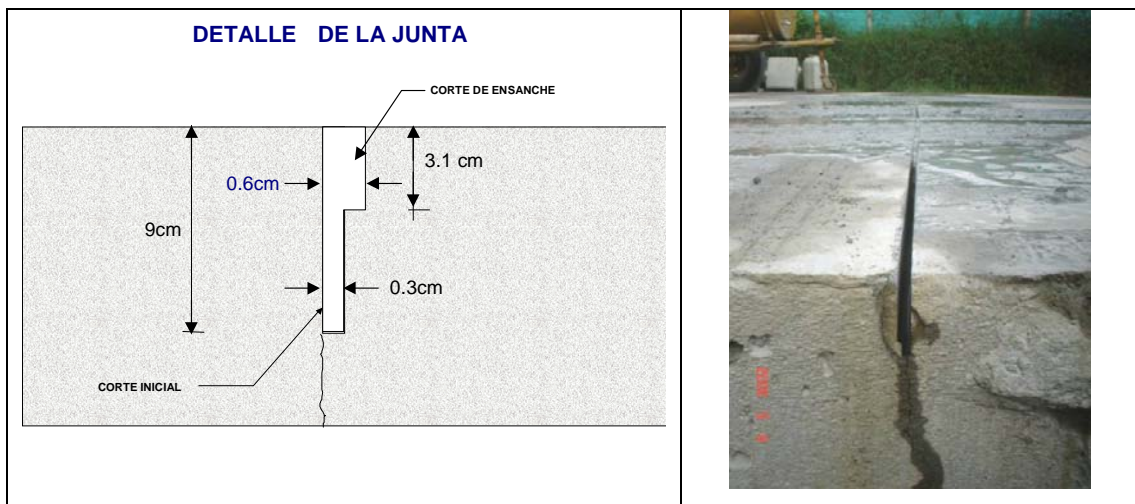 DETALLE DE LA JUNTA
CORTE DE ENSANCHE
3.1 cm
0.6cm
9cm
0.3cm
CORTE INICIAL